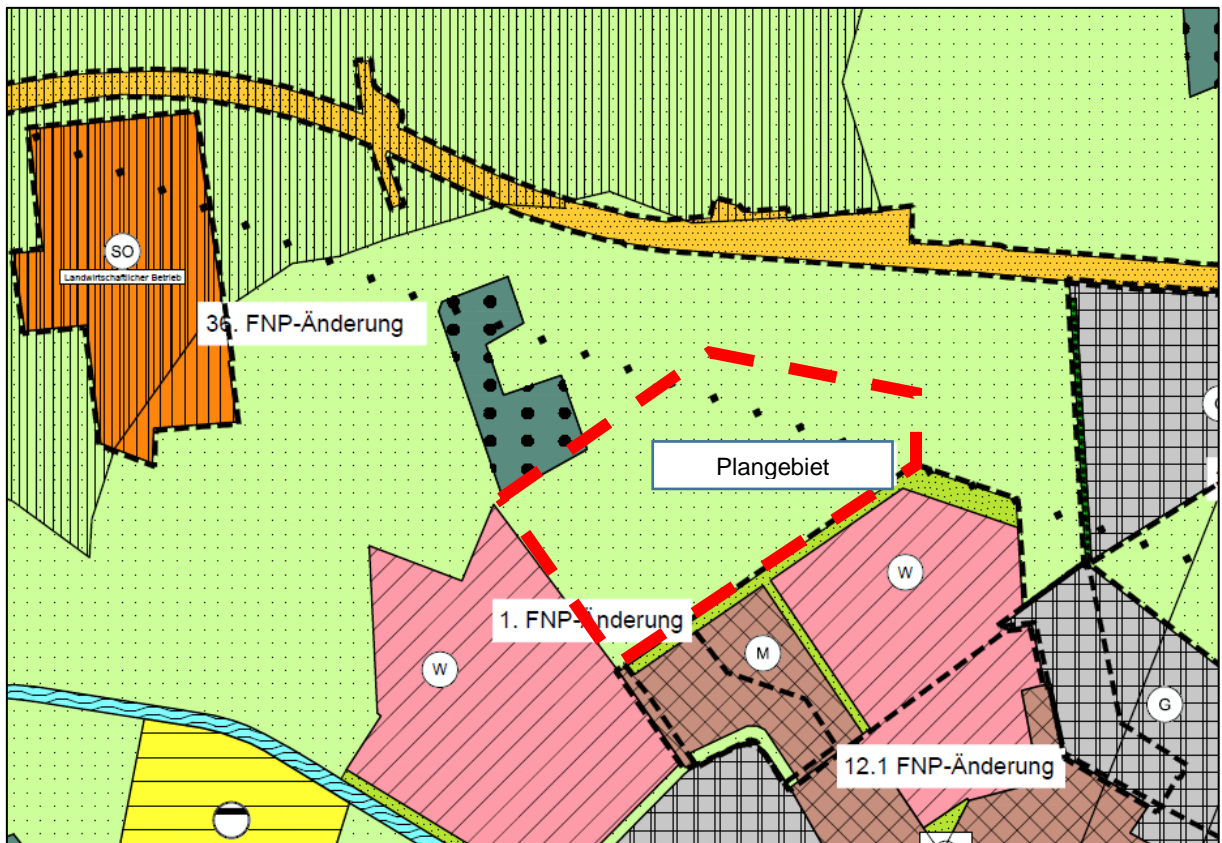 SO
Landwirtschaftlicher Betrieb
36. FNP-Änderung
Plangebiet
W
1. FNP-Änderung
M
W
G
12.1 FNP-Änderung